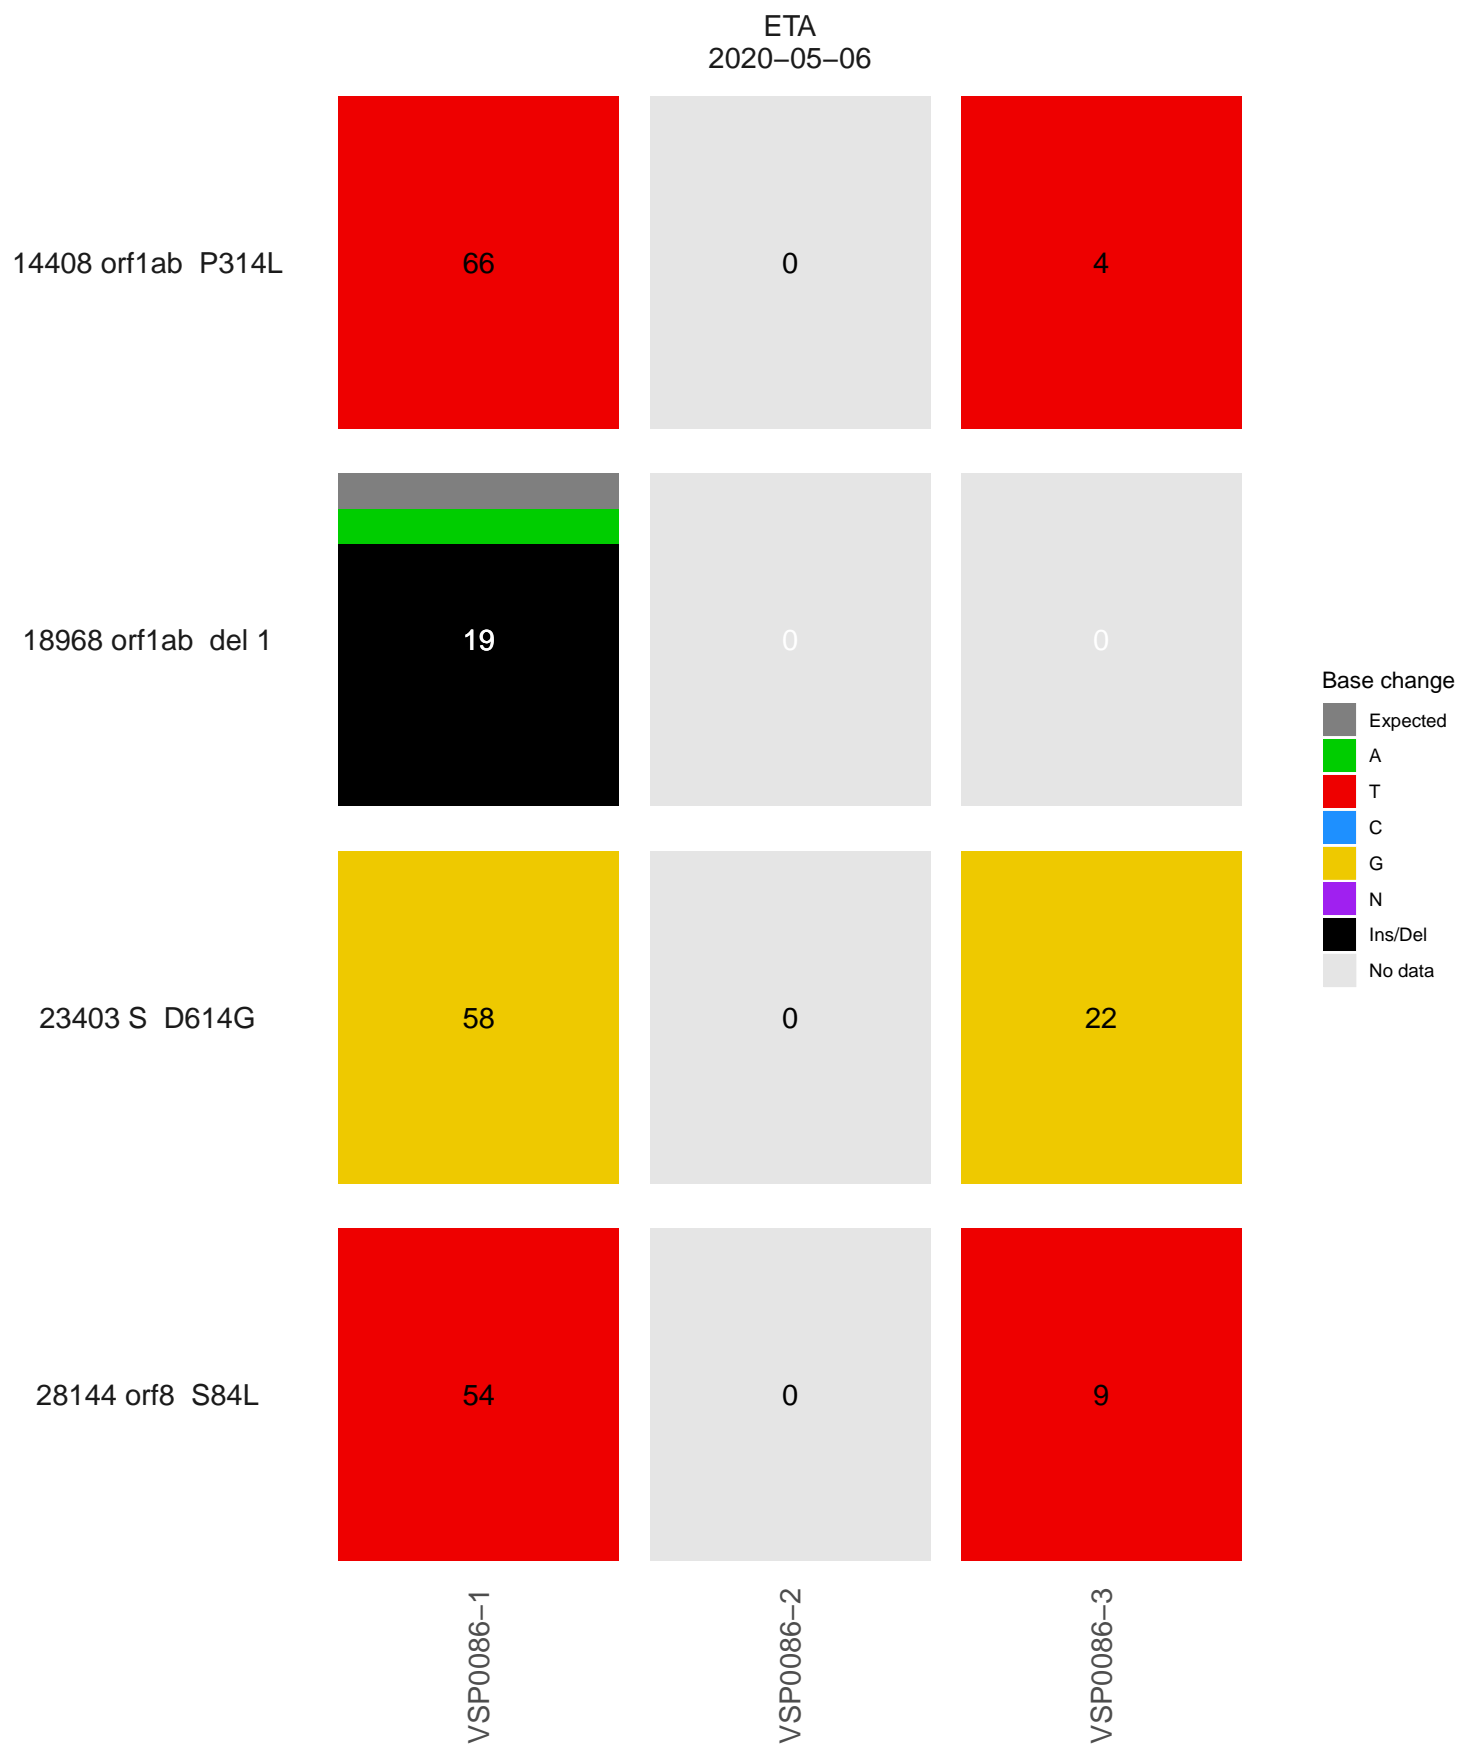 ETA
2020−05−06
14408 orf1ab  P314L
66
0
4
18968 orf1ab  del 1
19
0
0
23403 S  D614G
58
0
22
28144 orf8  S84L
54
0
9
VSP0086−1
VSP0086−2
VSP0086−3
Base change
Expected
A
T
C
G
N
Ins/Del
No data